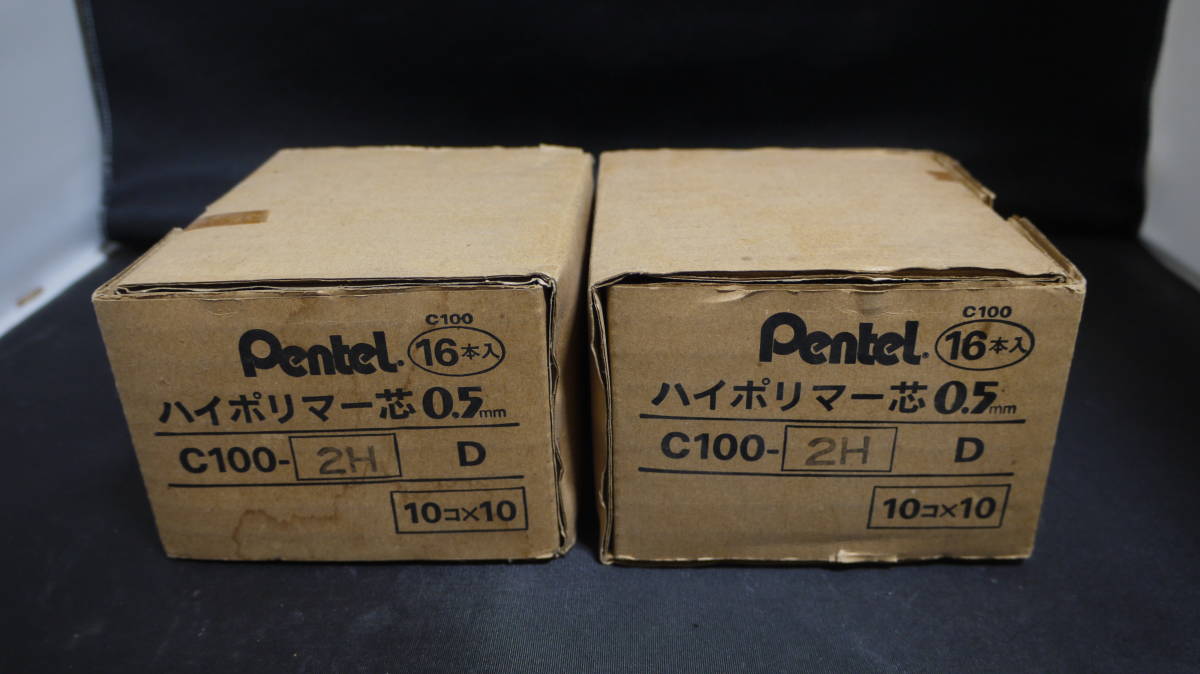 C100
Pentel. 16本入
ハイポリマー芯 0.5mm
C100- 2H D
10コ×10
C100
Pentel. 16本入
ハイポリマー芯 0.5mm
C100- 2H D
10コ×10